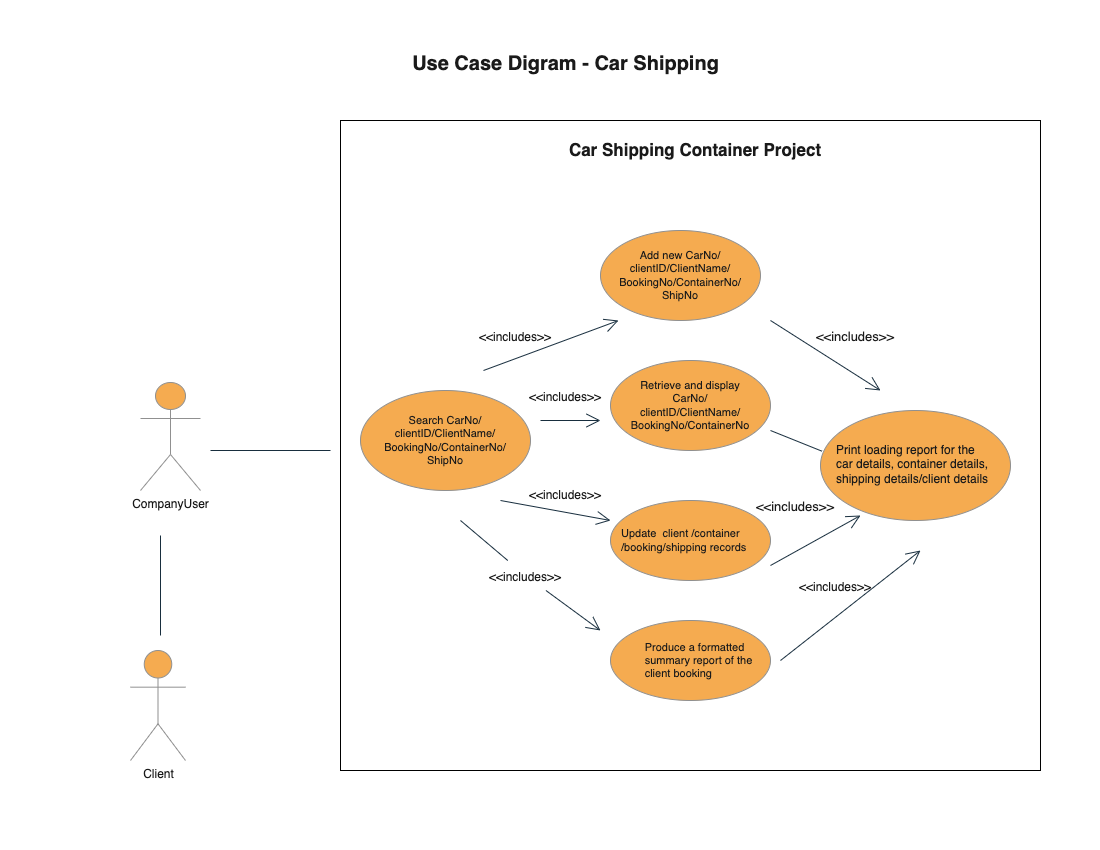 Use Case Digram - Car Shipping
Car Shipping Container Project
Add new CarNo/
clientID/ClientName/
BookingNo/ContainerNo/
ShipNo
<<includes>>
<<includes>>
Retrieve and display
CarNo/
clientID/ClientName/
BookingNo/ContainerNo
<<includes>>
Search CarNo/
clientID/ClientName/
BookingNo/ContainerNo/
ShipNo
Print loading report for the
car details, container details,
shipping details/client details
CompanyUser
<<includes>>
<<includes>>
Update  client /container
/booking/shipping records
<<includes>>
<<includes>>
Produce a formatted
summary report of the
client booking
Client